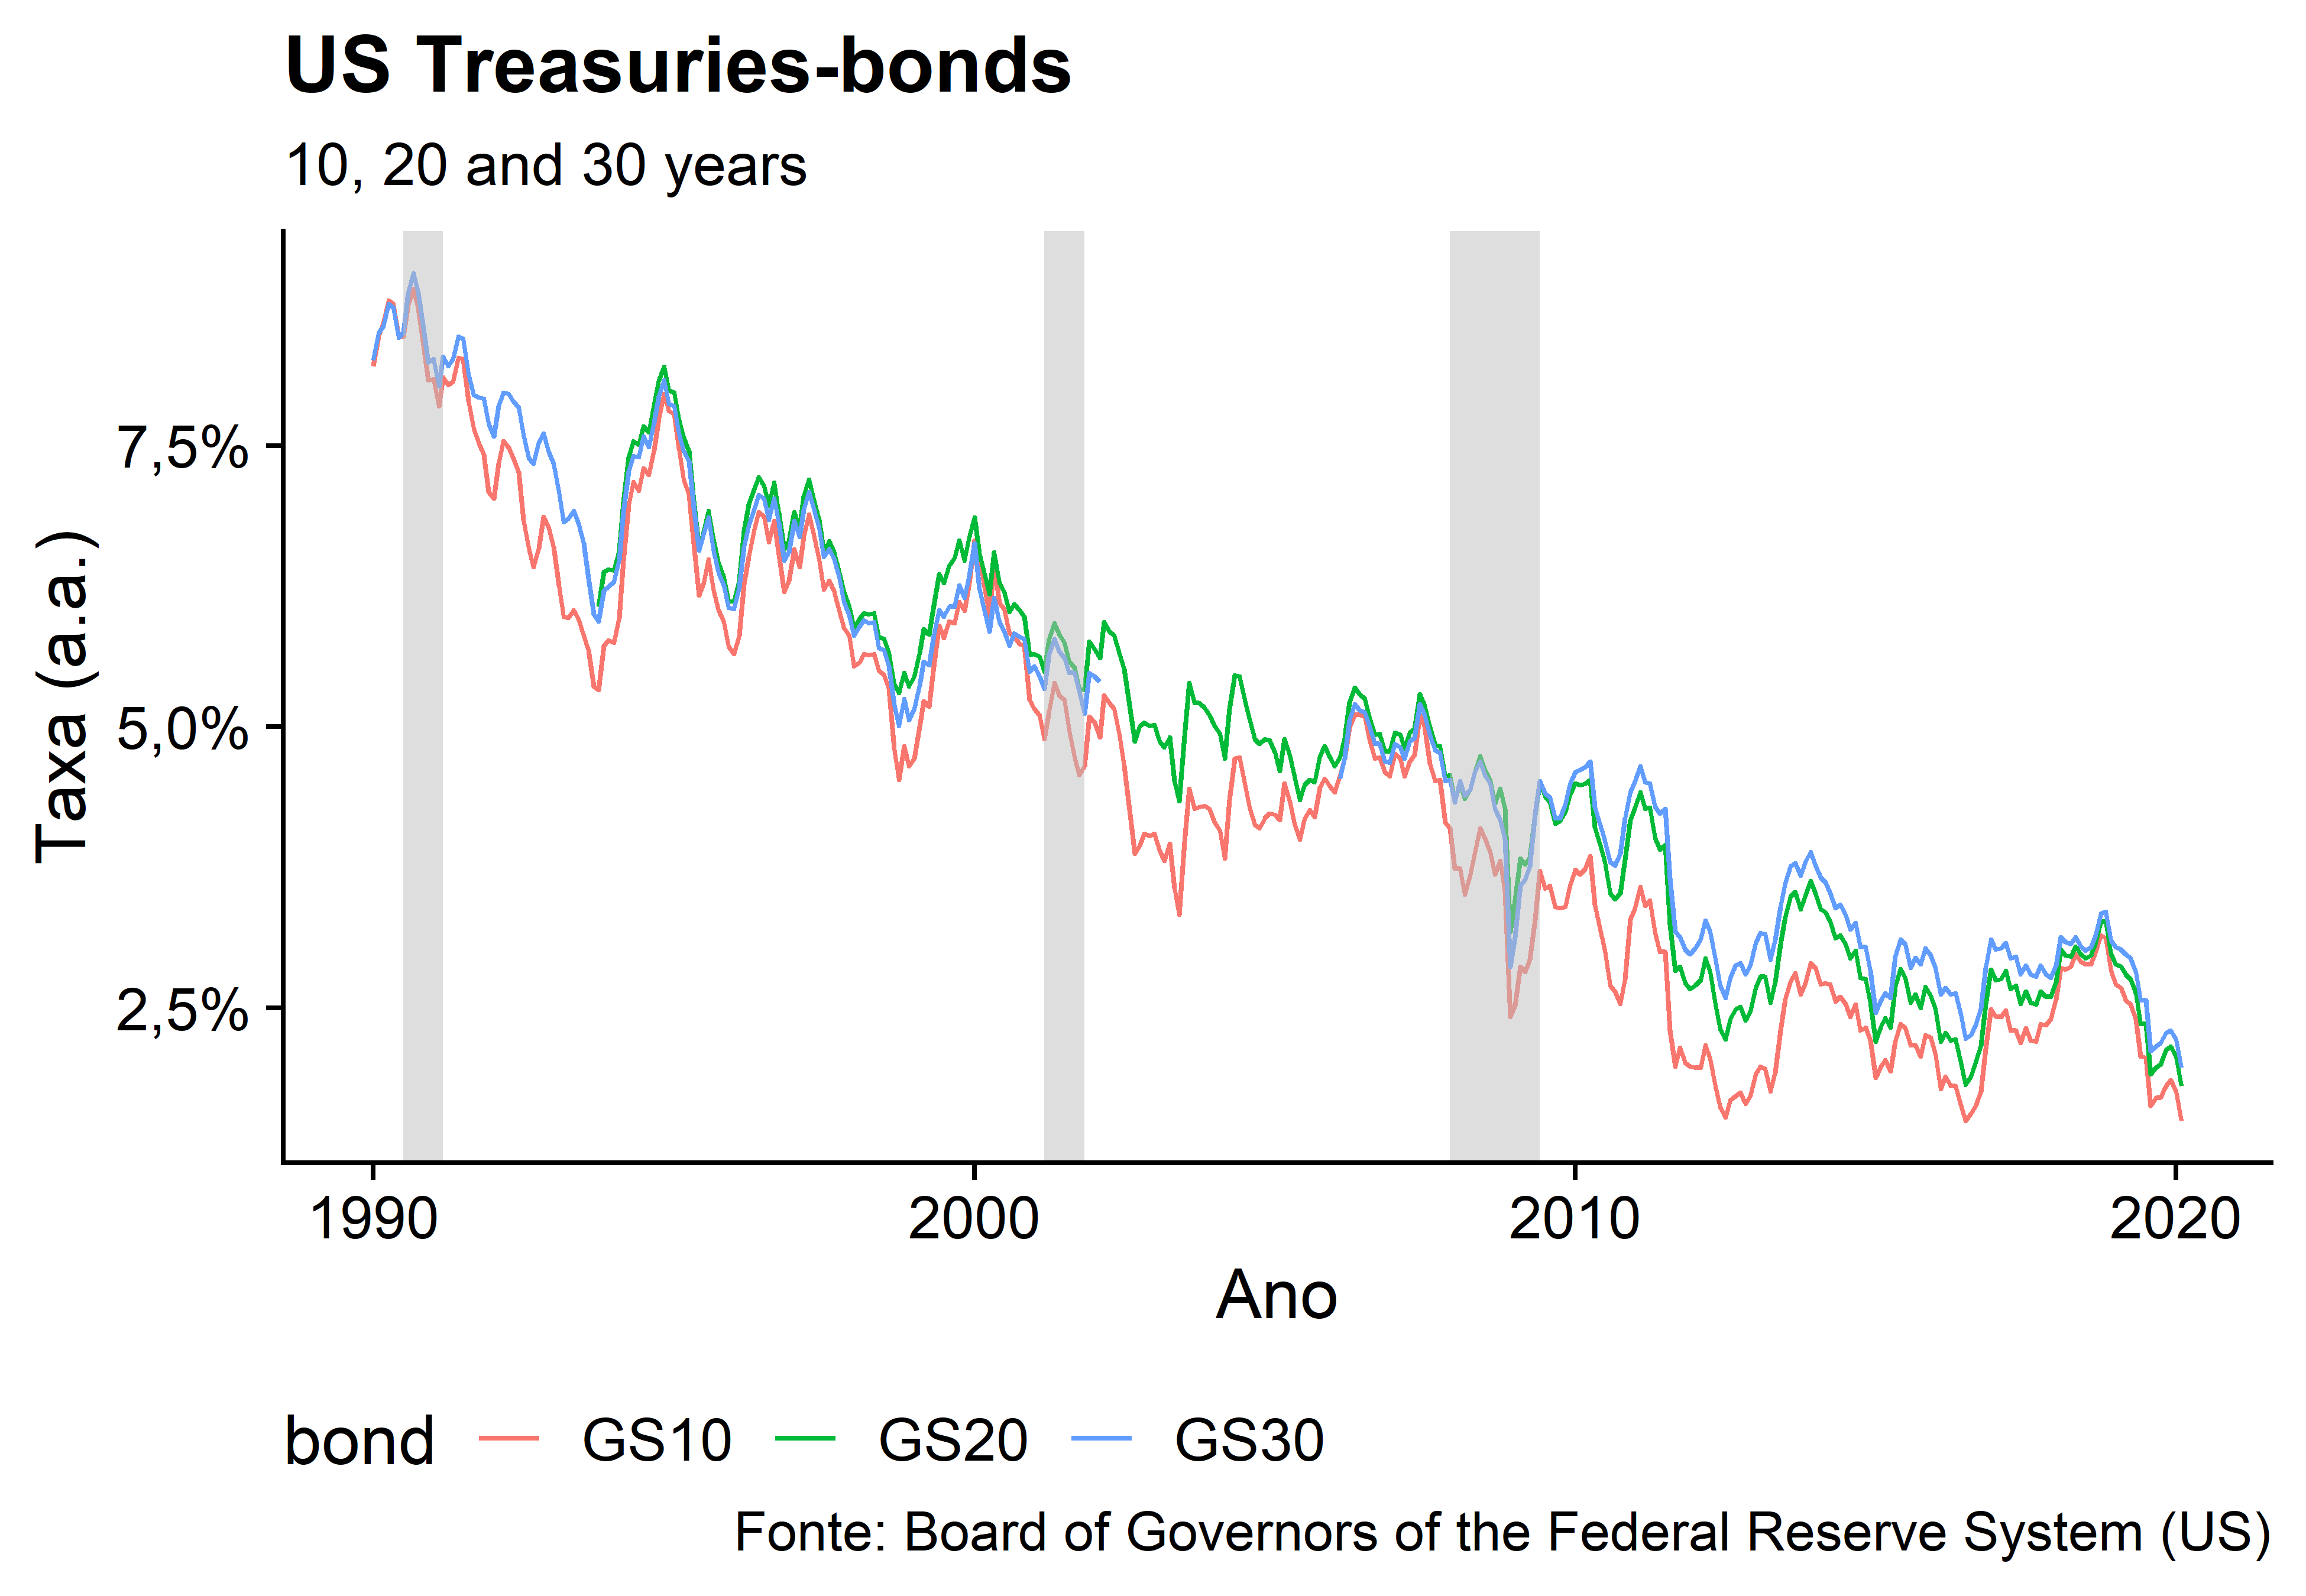 US Treasuries-bonds
10, 20 and 30 years
Taxa (a.a.)
7,5%
5,0%
2,5%
1990 2000 2010 2020
Ano
bond GS10 GS20 GS30
Fonte: Board of Governors of the Federal Reserve System (US)